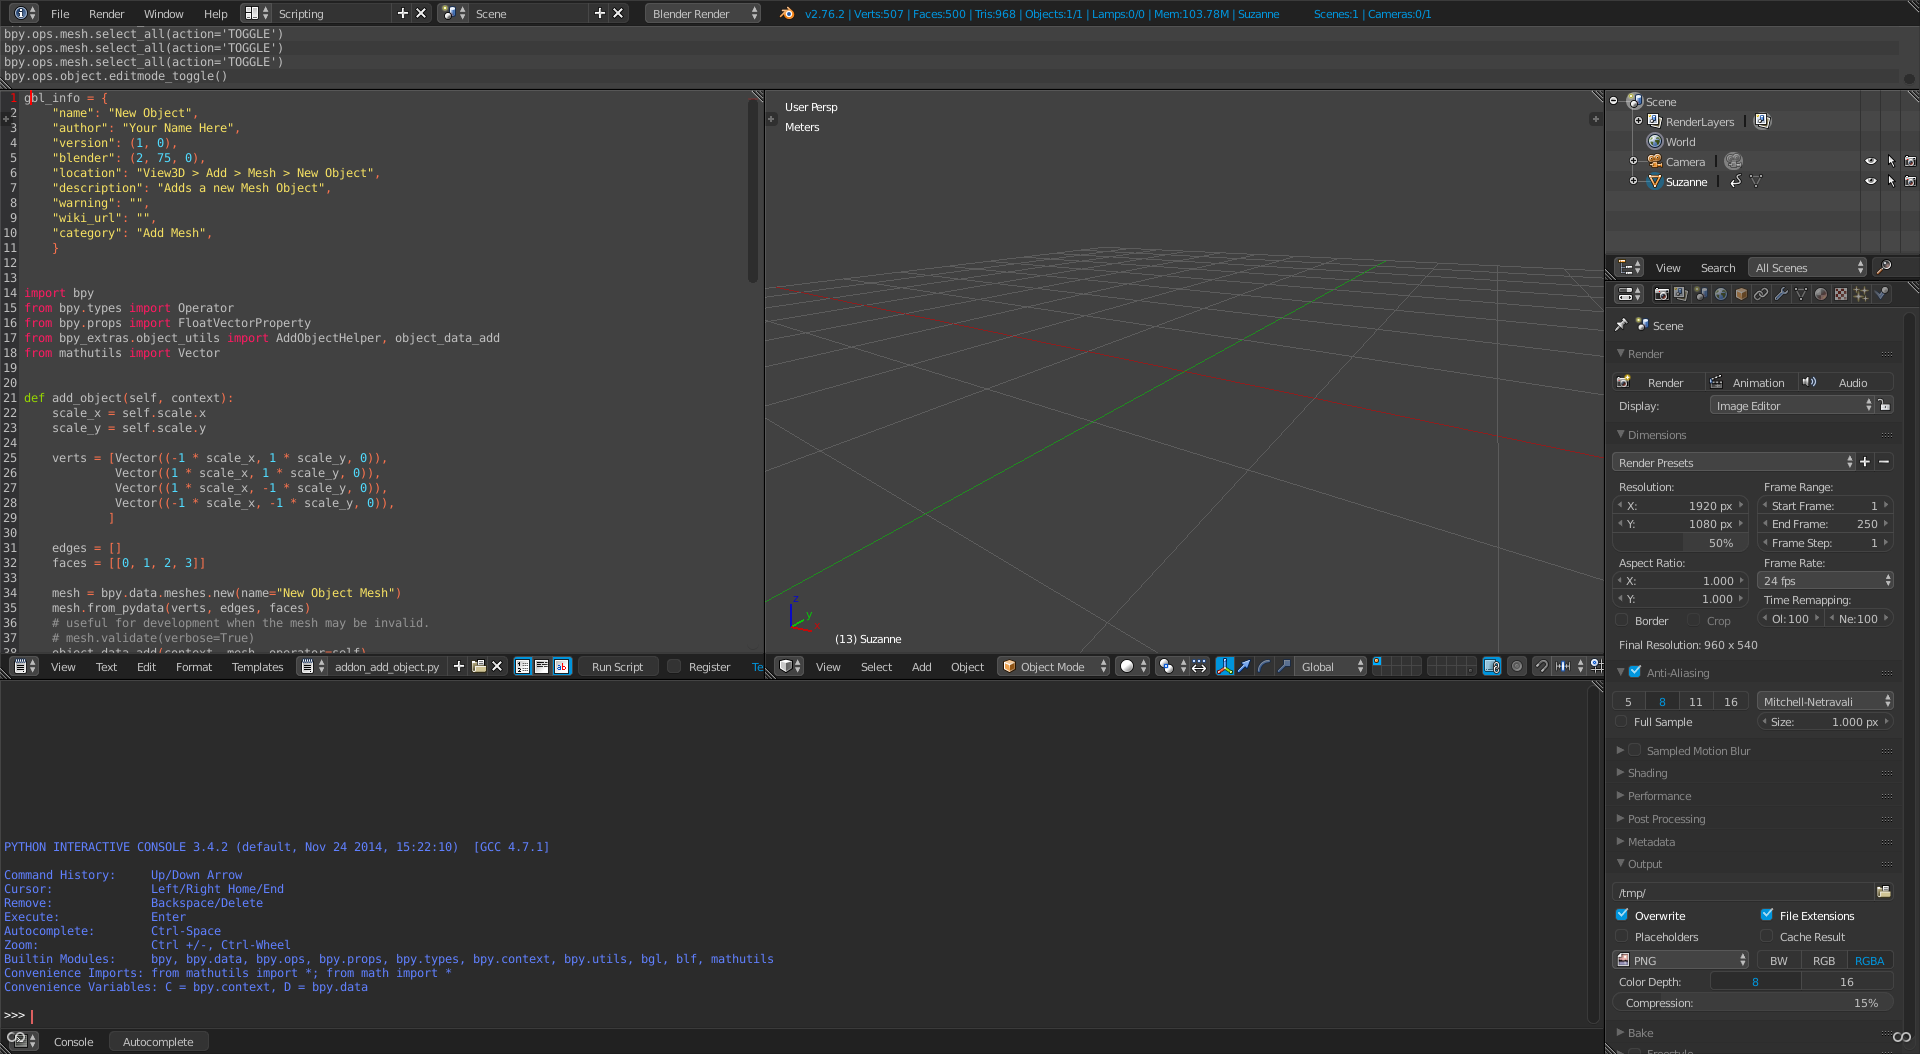 File Render Window Help Scripting Scene Blender Render v2.76.2 | Verts:507 | Faces:500 | Tris:968 | Objects:1/1 | Lamps:0/0 | Mem:103.78M | Suzanne Scenes:1 | Cameras:0/1
bpy.ops.mesh.select_all(action='TOGGLE')
bpy.ops.mesh.select_all(action='TOGGLE')
bpy.ops.mesh.select_all(action='TOGGLE')
bpy.ops.object.editmode_toggle()
1 gbl_info = {
2 "name": "New Object",
3 "author": "Your Name Here",
4 "version": (1, 0),
5 "blender": (2, 75, 0),
6 "location": "View3D > Add > Mesh > New Object",
7 "description": "Adds a new Mesh Object",
8 "warning": "",
9 "wiki_url": "",
10 "category": "Add Mesh",
11 }
12
13
14 import bpy
15 from bpy.types import Operator
16 from bpy.props import FloatVectorProperty
17 from bpy_extras.object_utils import AddObjectHelper, object_data_add
18 from mathutils import Vector
19
20
21 def add_object(self, context):
22 scale_x = self.scale.x
23 scale_y = self.scale.y
24
25 verts = [Vector((-1 * scale_x, 1 * scale_y, 0)),
26 Vector((1 * scale_x, 1 * scale_y, 0)),
27 Vector((1 * scale_x, -1 * scale_y, 0)),
28 Vector((-1 * scale_x, -1 * scale_y, 0)),
29 ]
30
31 edges = []
32 faces = [[0, 1, 2, 3]]
33
34 mesh = bpy.data.meshes.new(name="New Object Mesh")
35 mesh.from_pydata(verts, edges, faces)
36 # useful for development when the mesh may be invalid.
37 # mesh.validate(verbose=True)
object_data_add(context, mesh, operator=self)
View Text Edit Format Templates addon_add_object.py Run Script Register Te
User Persp
Meters
z
y
(13) Suzanne
View Select Add Object Object Mode Global
PYTHON INTERACTIVE CONSOLE 3.4.2 (default, Nov 24 2014, 15:22:10) [GCC 4.7.1]
Command History: Up/Down Arrow
Cursor: Left/Right Home/End
Remove: Backspace/Delete
Execute: Enter
Autocomplete: Ctrl-Space
Zoom: Ctrl +/-, Ctrl-Wheel
Builtin Modules: bpy, bpy.data, bpy.ops, bpy.props, bpy.types, bpy.context, bpy.utils, bgl, blf, mathutils
Convenience Imports: from mathutils import *; from math import *
Convenience Variables: C = bpy.context, D = bpy.data
>>>
Console Autocomplete
Scene
RenderLayers |
World
Camera |
Suzanne |
View Search All Scenes
Scene
Render
Render Animation Audio
Display: Image Editor
Dimensions
Render Presets
Resolution: Frame Range:
X: 1920 px Start Frame: 1
Y: 1080 px End Frame: 250
50% Frame Step: 1
Aspect Ratio: Frame Rate:
X: 1.000 24 fps
Y: 1.000 Time Remapping:
Border Crop Ol:100 Ne:100
Final Resolution: 960 x 540
Anti-Aliasing
5 8 11 16 Mitchell-Netravali
Full Sample Size: 1.000 px
Sampled Motion Blur
Shading
Performance
Post Processing
Metadata
Output
/tmp/
Overwrite File Extensions
Placeholders Cache Result
PNG BW RGB RGBA
Color Depth: 8 16
Compression: 15%
Bake
Freestyle